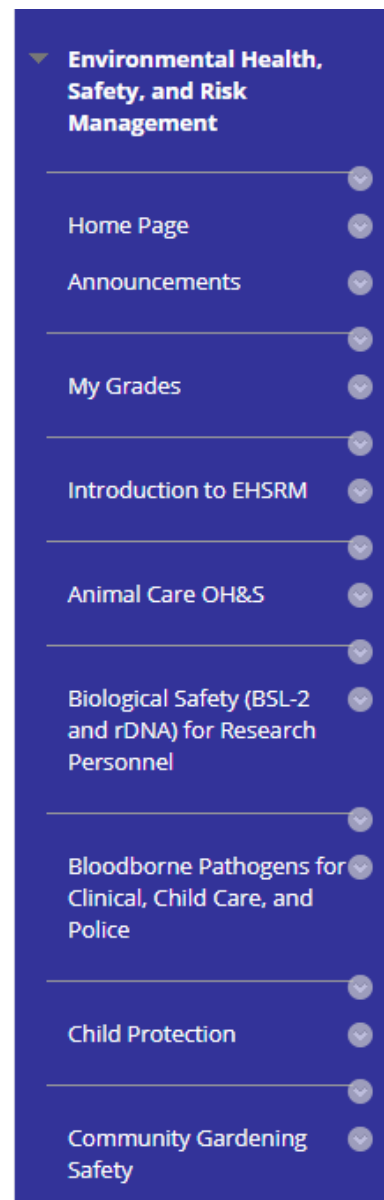 Environmental Health,
Safety, and Risk
Management
Home Page
Announcements
My Grades
Introduction to EHSRM
Animal Care OH&S
Biological Safety (BSL-2
and rDNA) for Research
Personnel
Bloodborne Pathogens for
Clinical, Child Care, and
Police
Child Protection
Community Gardening
Safety